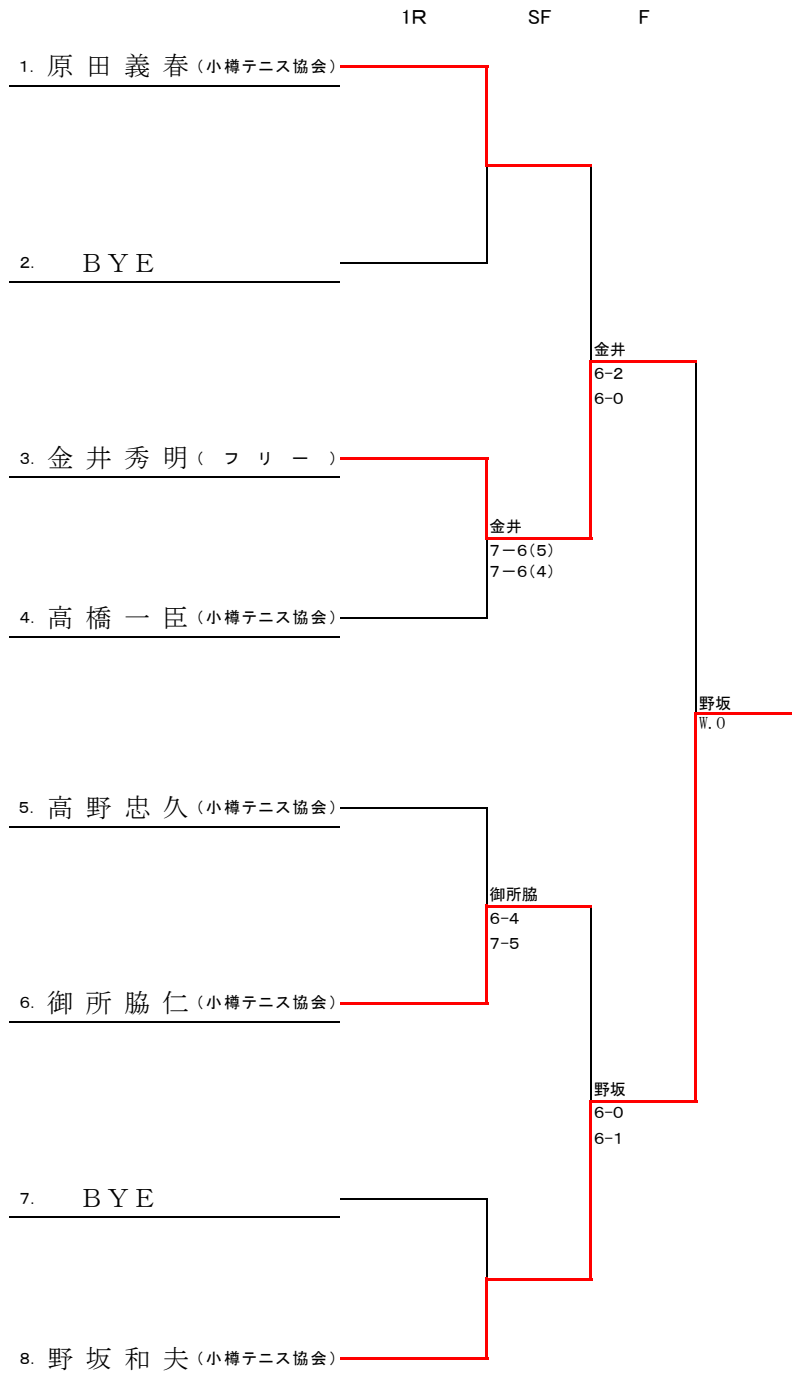 1R SF F
1. 原田義春(小樽テニス協会)
2. BYE
金井
6-2
6-0
3. 金井秀明(フリー)
金井
7-6(5)
7-6(4)
4. 高橋一臣(小樽テニス協会)
野坂
W.O
5. 高野忠久(小樽テニス協会)
御所脇
6-4
7-5
6. 御所脇仁(小樽テニス協会)
野坂
6-0
6-1
7. BYE
8. 野坂和夫(小樽テニス協会)